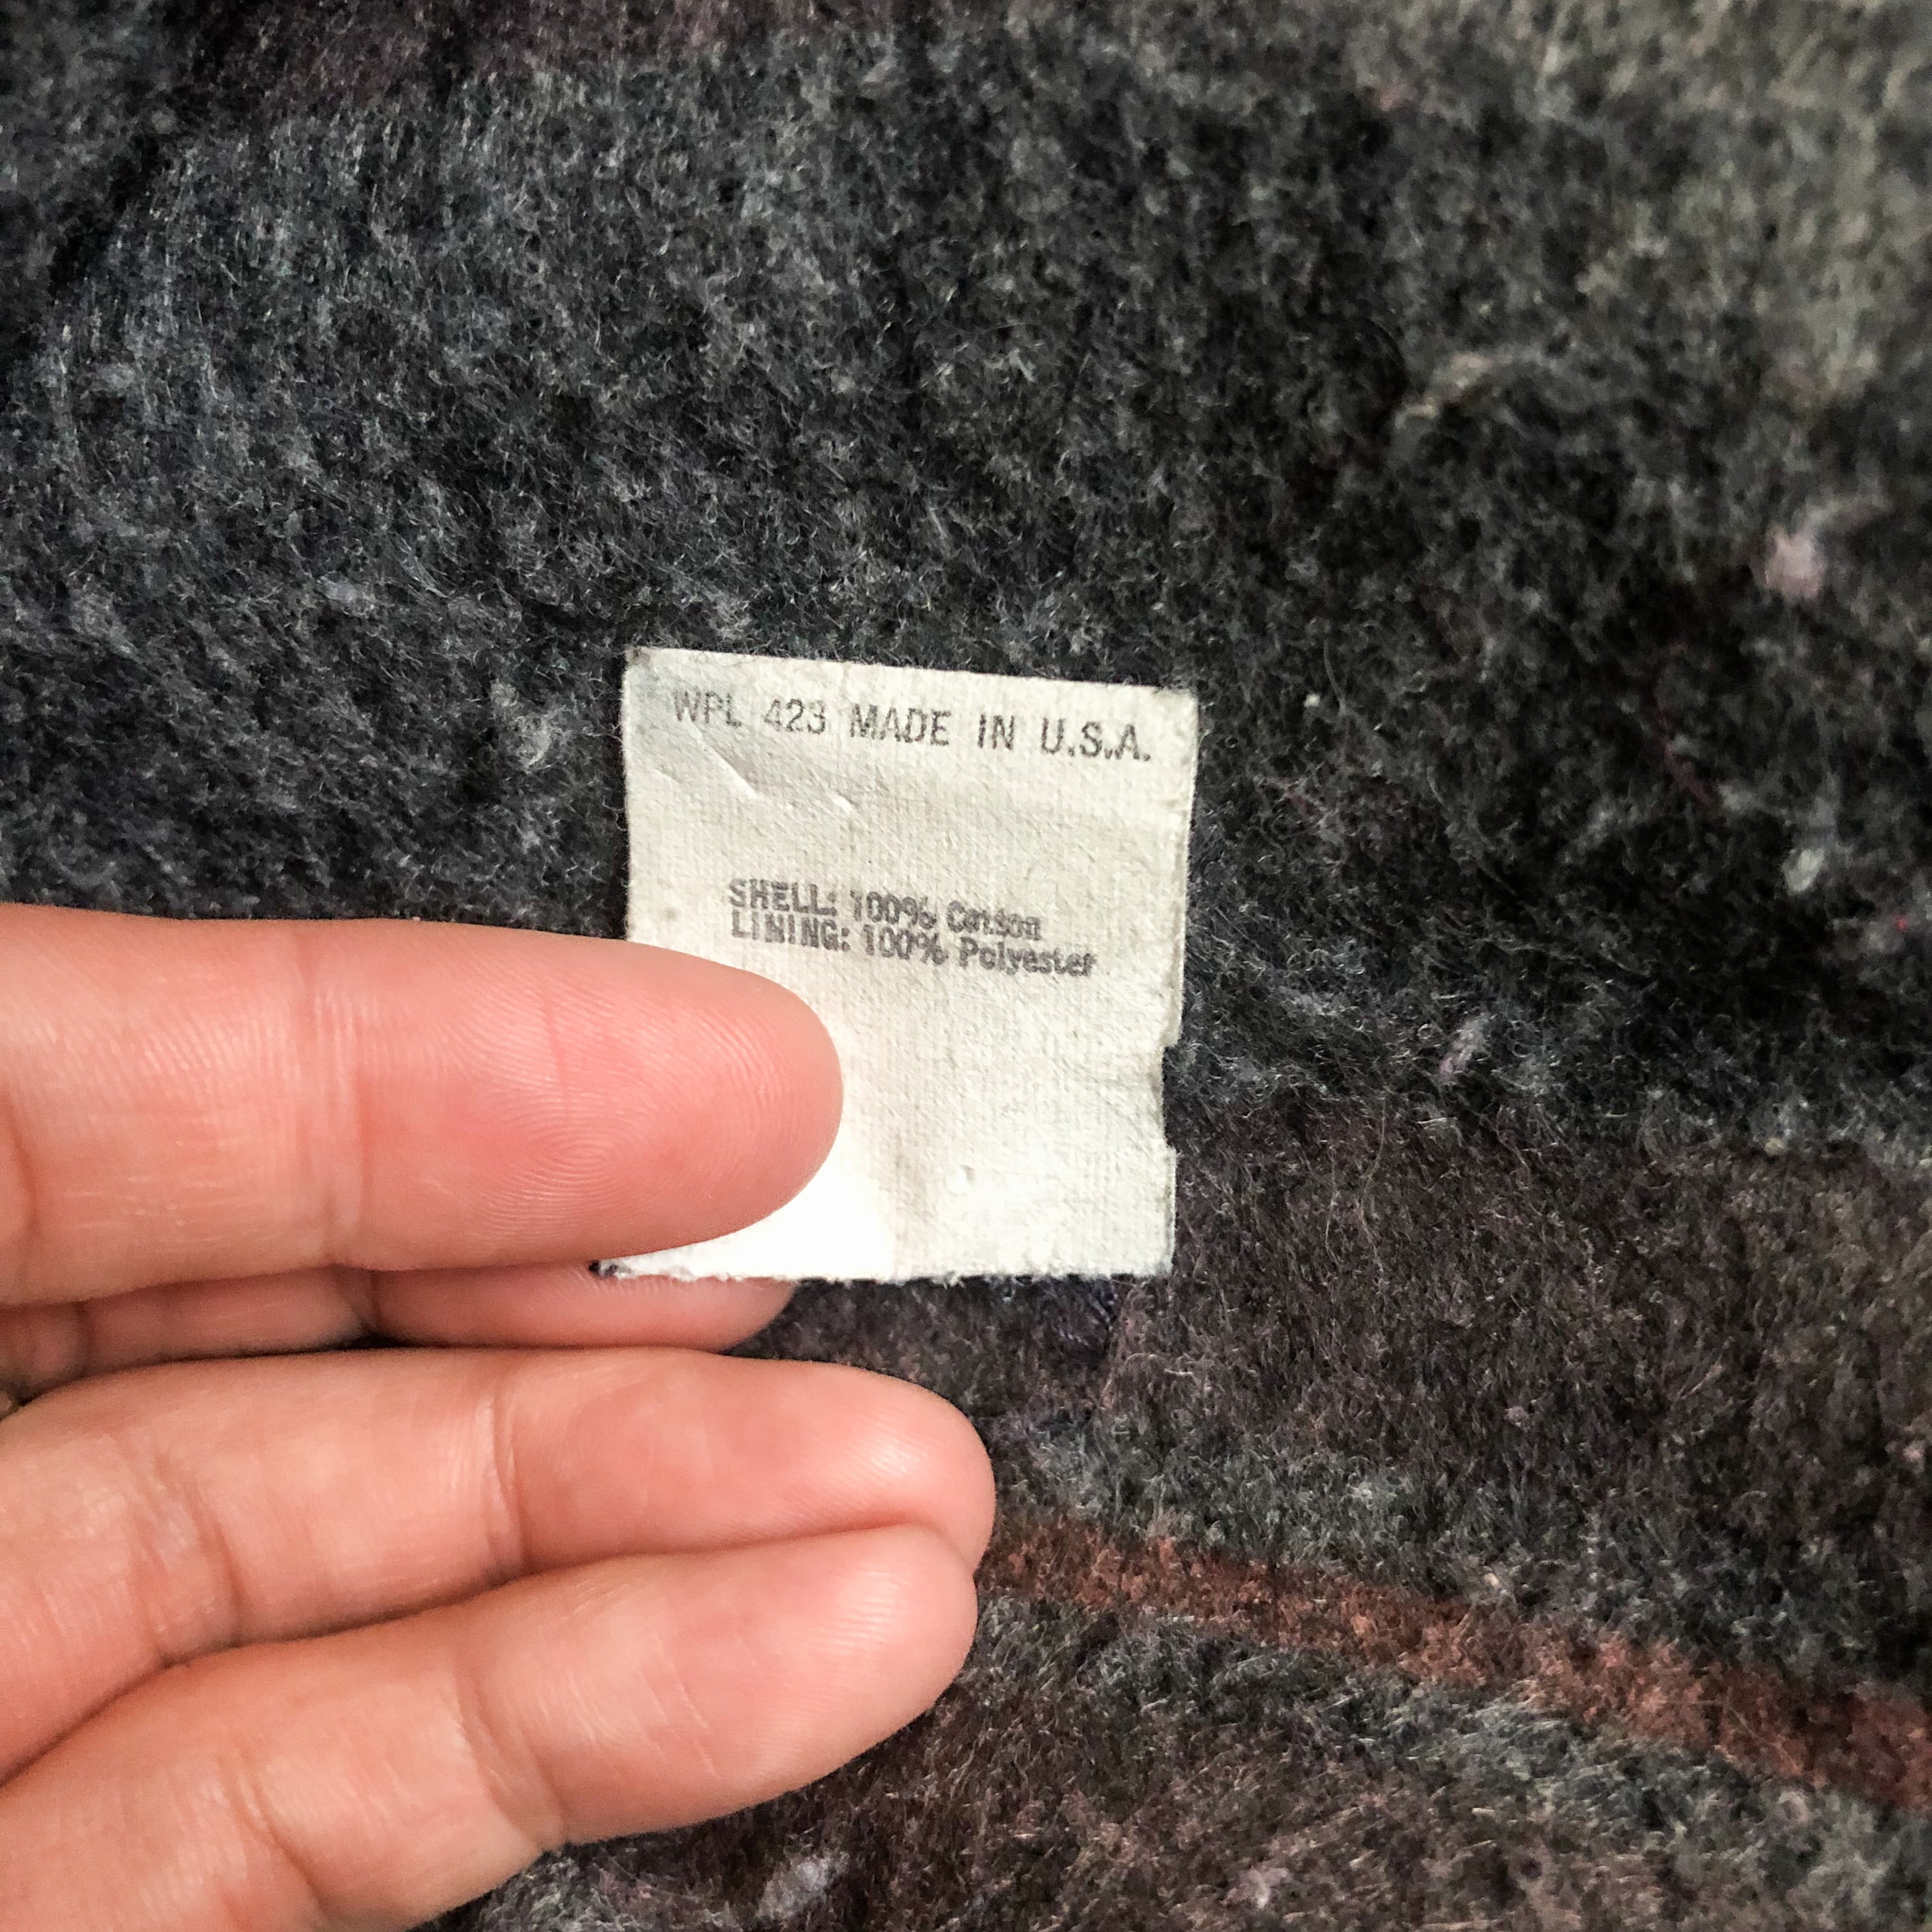 WPL 423 MADE IN U.S.A.
SHELL: 100% Cotton
LINING: 100% Polyester